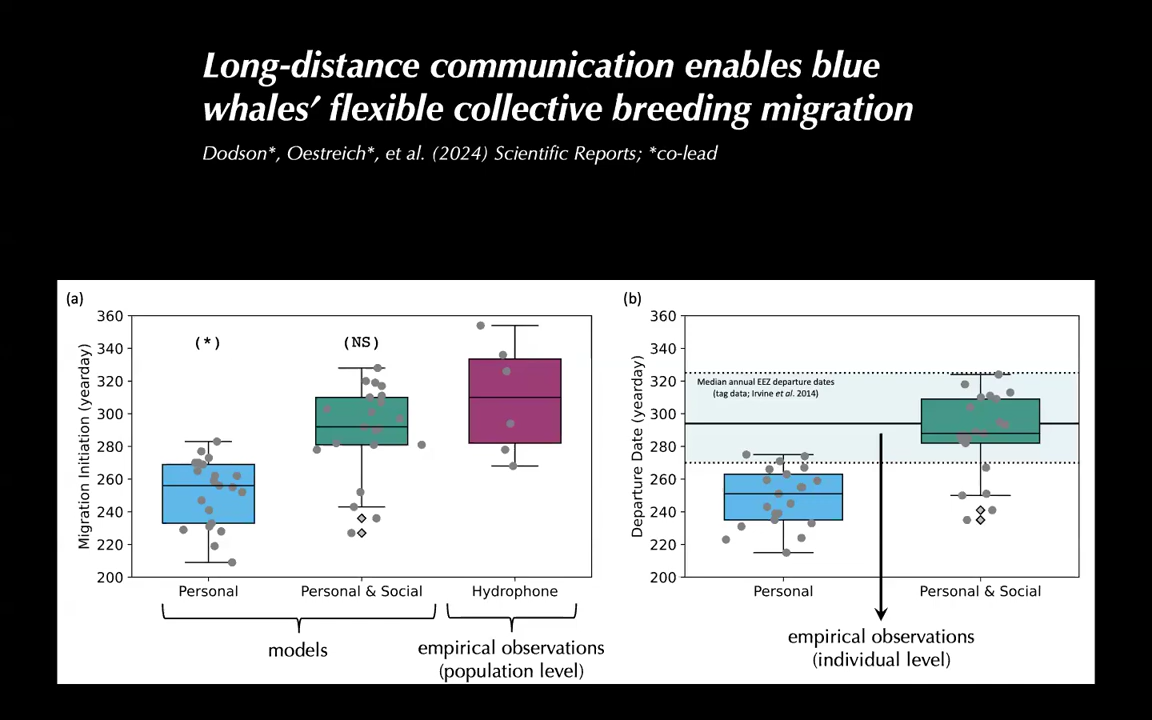 Long-distance communication enables blue
whales’ flexible collective breeding migration
Dodson*, Oestreich*, et al. (2024) Scientific Reports; *co-lead
(a)
Migration Initiation (yearday)
360
340
320
300
280
260
240
220
200
(*)
(NS)
Personal
Personal & Social
Hydrophone
models
empirical observations
(population level)
(b)
Departure Date (yearday)
360
340
320
300
280
260
240
220
200
Median annual EEZ departure dates
(tag data; Irvine et al. 2014)
Personal
Personal & Social
empirical observations
(individual level)